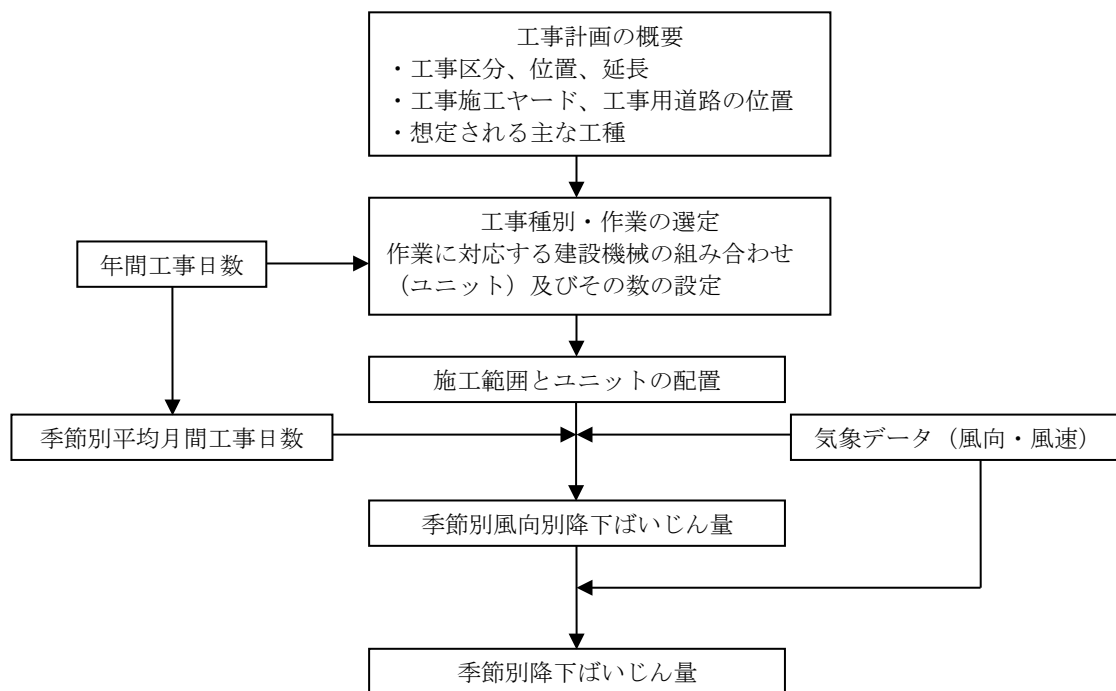 工事計画の概要
・工事区分、位置、延長
・工事施工ヤード、工事用道路の位置
・想定される主な工種
工事種別・作業の選定
作業に対応する建設機械の組み合わせ
（ユニット）及びその数の設定
年間工事日数
施工範囲とユニットの配置
季節別平均月間工事日数
気象データ（風向・風速）
季節別風向別降下ばいじん量
季節別降下ばいじん量